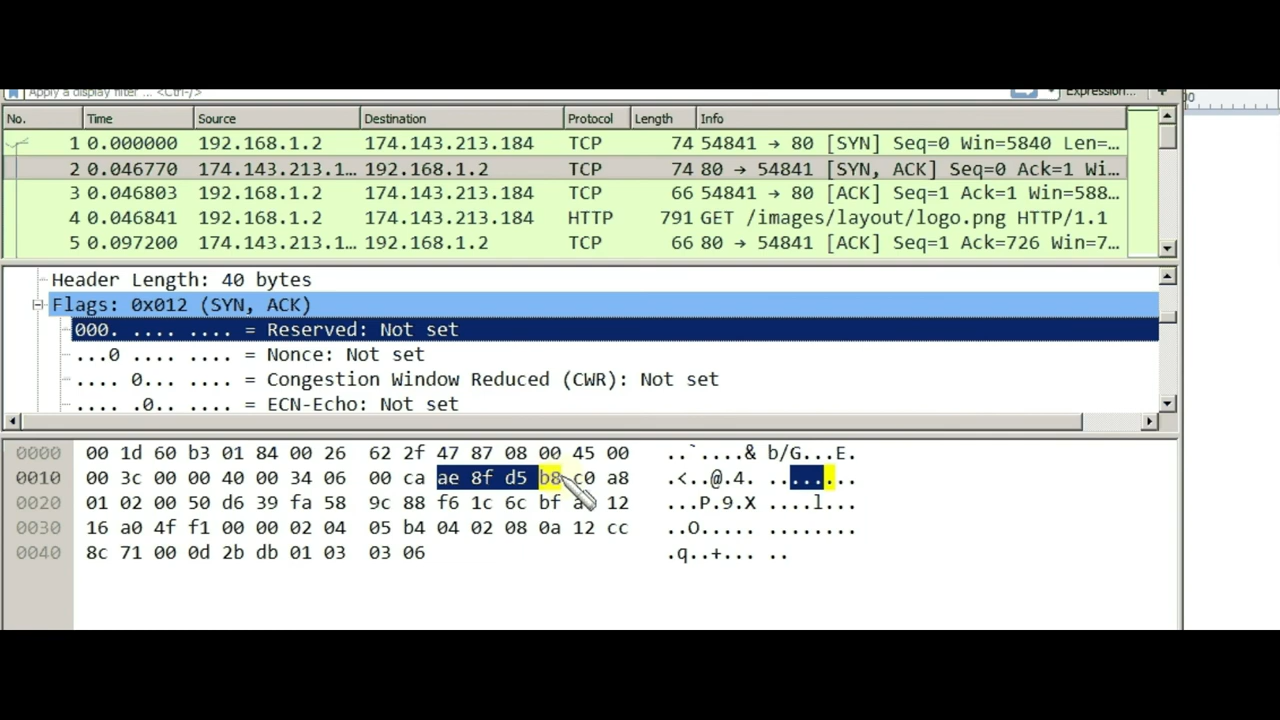 Apply a display filter ... <Ctrl-/> Expression... +
00
No. Time Source Destination Protocol Length Info
1 0.000000 192.168.1.2 174.143.213.184 TCP 74 54841 → 80 [SYN] Seq=0 Win=5840 Len=…
2 0.046770 174.143.213.1… 192.168.1.2 TCP 74 80 → 54841 [SYN, ACK] Seq=0 Ack=1 Wi…
3 0.046803 192.168.1.2 174.143.213.184 TCP 66 54841 → 80 [ACK] Seq=1 Ack=1 Win=588…
4 0.046841 192.168.1.2 174.143.213.184 HTTP 791 GET /images/layout/logo.png HTTP/1.1
5 0.097200 174.143.213.1… 192.168.1.2 TCP 66 80 → 54841 [ACK] Seq=1 Ack=726 Win=7…
Header Length: 40 bytes
Flags: 0x012 (SYN, ACK)
000. .... .... = Reserved: Not set
...0 .... .... = Nonce: Not set
.... 0... .... = Congestion Window Reduced (CWR): Not set
.... .0.. .... = ECN-Echo: Not set
0000 00 1d 60 b3 01 84 00 26 62 2f 47 87 08 00 45 00 ..`....& b/G...E.
0010 00 3c 00 00 40 00 34 06 00 ca ae 8f d5 b8 c0 a8 .<..@.4. ........
0020 01 02 00 50 d6 39 fa 58 9c 88 f6 1c 6c bf 12 ...P.9.X ....l...
0030 16 a0 4f f1 00 00 02 04 05 b4 04 02 08 0a 12 cc ..O..... ........
0040 8c 71 00 0d 2b db 01 03 03 06 .q..+... ..